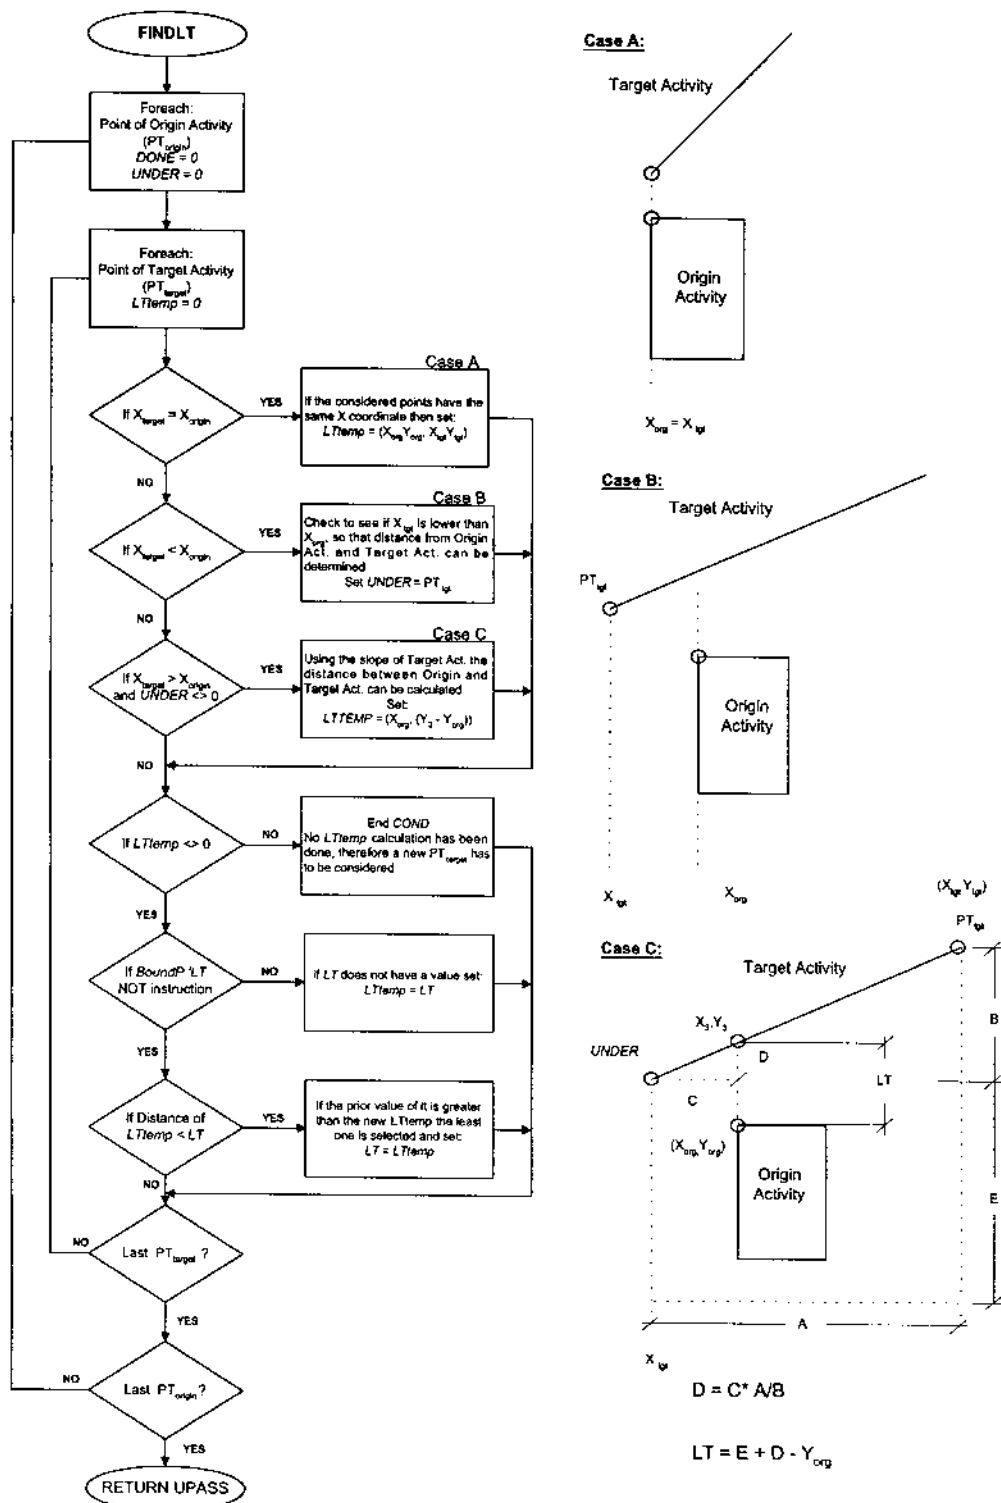 FINDLT
Foreach:
Point of Origin Activity
(PTorigin)
DONE = 0
UNDER = 0
Foreach:
Point of Target Activity
(PTtarget)
LTtemp = 0
Case A
If Xtarget = Xorigin
YES
If the considered points have the
same X coordinate then set:
LTtemp = (XorgYorg, XtgtYtgt)
NO
Case B
If Xtarget < Xorigin
YES
Check to see if Xtgt is lower than
Xorg, so that distance from Origin
Act. and Target Act. can be
determined
Set UNDER = PTtgt
NO
Case C
If Xtarget > Xorigin
and UNDER <> 0
YES
Using the slope of Target Act. the
distance between Origin and
Target Act. can be calculated
Set:
LTTEMP = (Xorg, (Y3 - Yorg))
NO
If LTtemp <> 0
NO
End COND
No LTtemp calculation has been
done, therefore a new PTtarget has
to be considered
YES
If BoundP 'LT
NOT instruction
NO
If LT does not have a value set:
LTtemp = LT
YES
If Distance of
LTtemp < LT
YES
If the prior value of it is greater
than the new LTtemp the least
one is selected and set:
LT = LTtemp
NO
Last PTtarget ?
NO
YES
Last PTorigin?
NO
YES
RETURN UPASS
Case A:
Target Activity
Origin
Activity
Xorg = Xtgt
Case B:
Target Activity
PTtgt
Origin
Activity
Xtgt
Xorg
(XtgtYtgt)
PTtgt
Case C:
Target Activity
X3,Y3
B
UNDER
D
LT
C
(Xorg,Yorg)
Origin
Activity
E
A
Xtgt
D = C* A/B
LT = E + D - Yorg